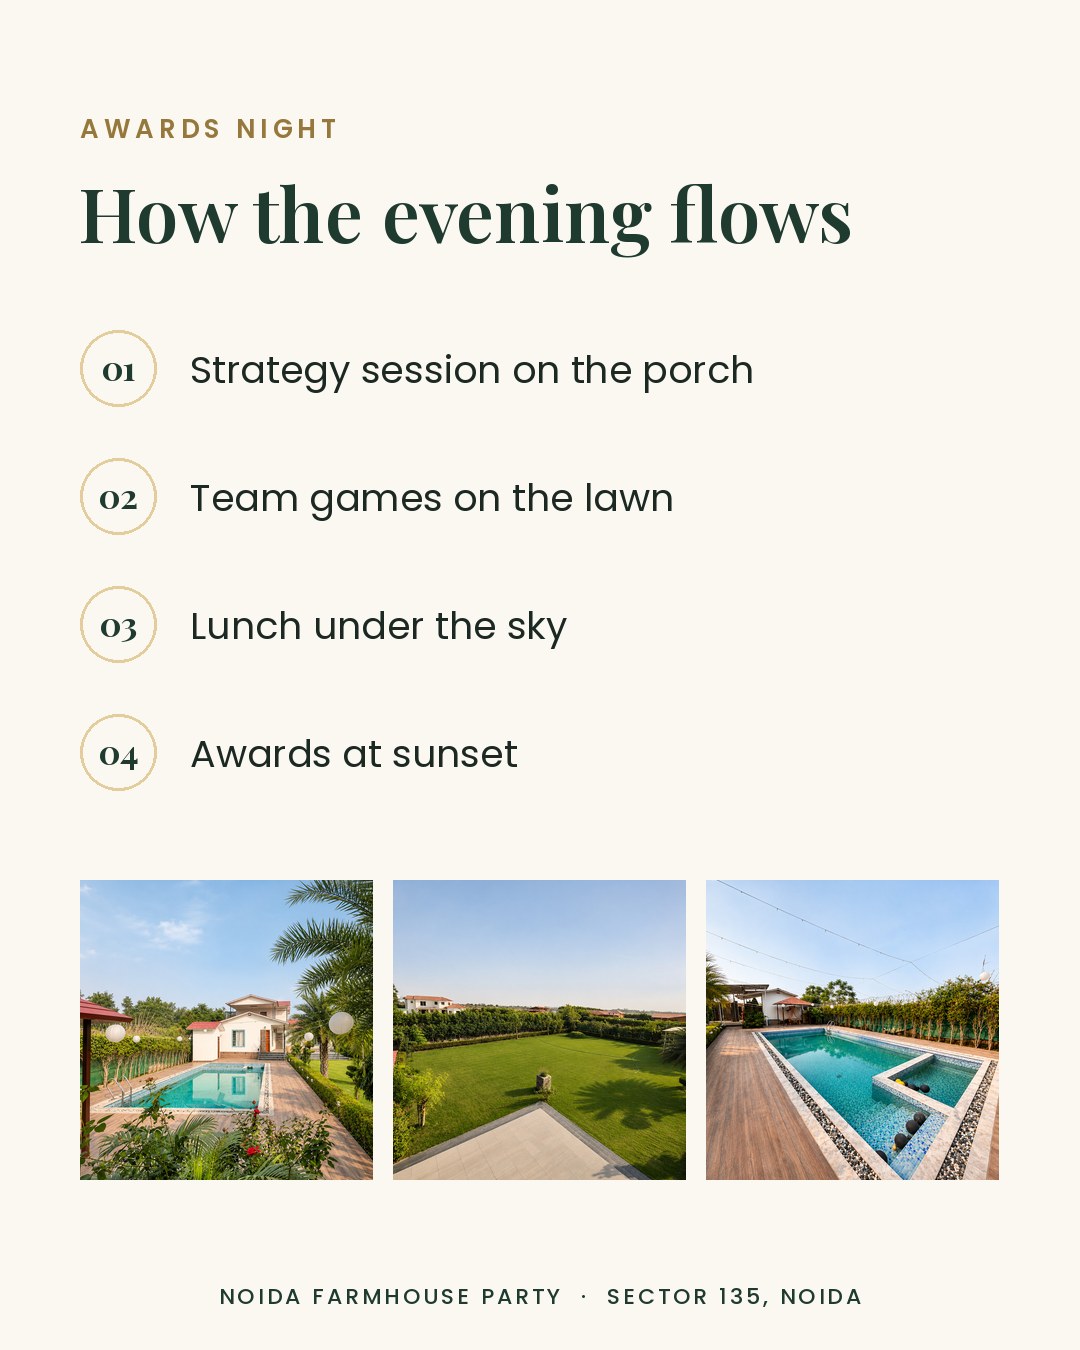 AWARDS NIGHT
How the evening flows
01 Strategy session on the porch
02 Team games on the lawn
03 Lunch under the sky
04 Awards at sunset
NOIDA FARMHOUSE PARTY · SECTOR 135, NOIDA